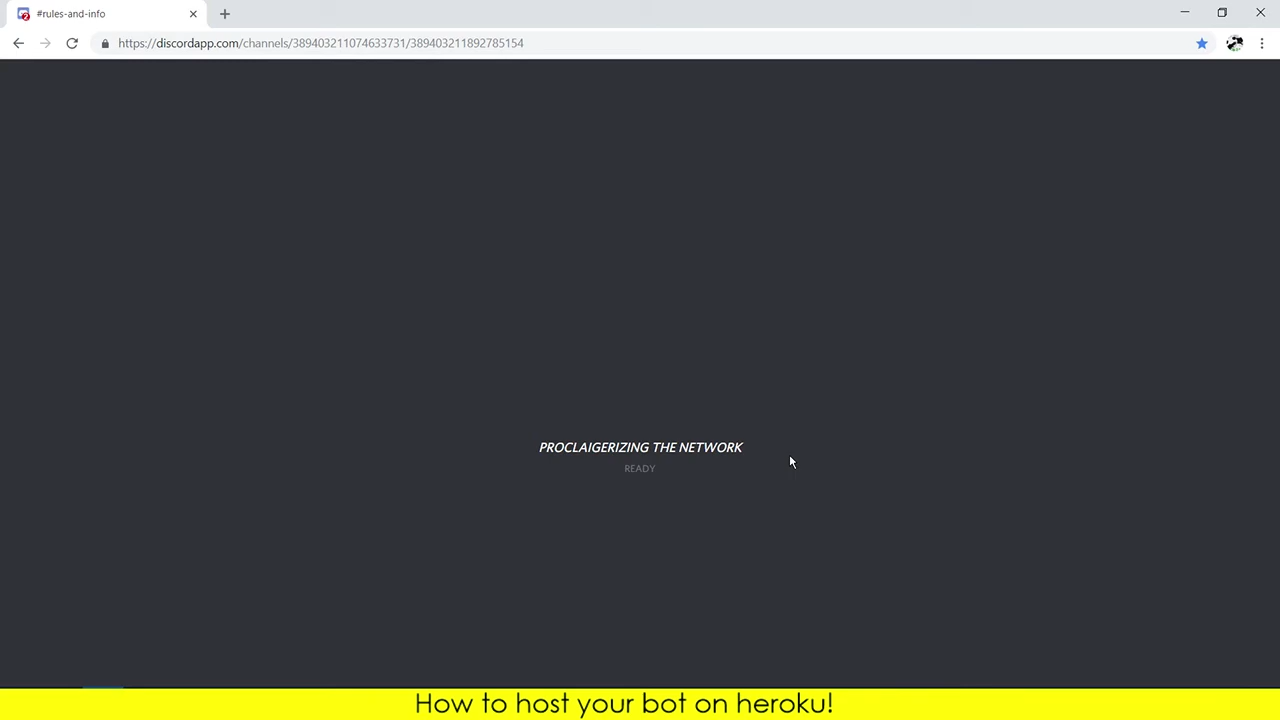 #rules-and-info
https://discordapp.com/channels/389403211074633731/389403211892785154
PROCLAIGERIZING THE NETWORK
READY
How to host your bot on heroku!